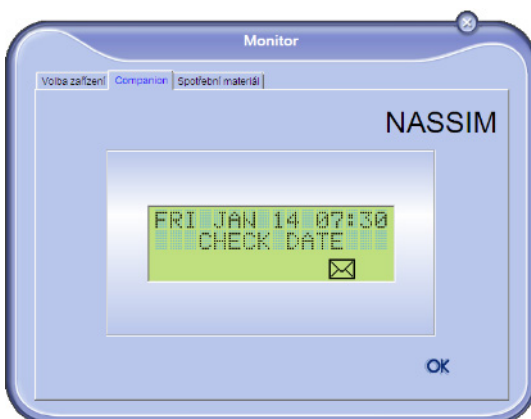 Monitor
Volba zařízení Companion Spotřební materiál
NASSIM
FRI JAN 14 07:30
CHECK DATE
OK